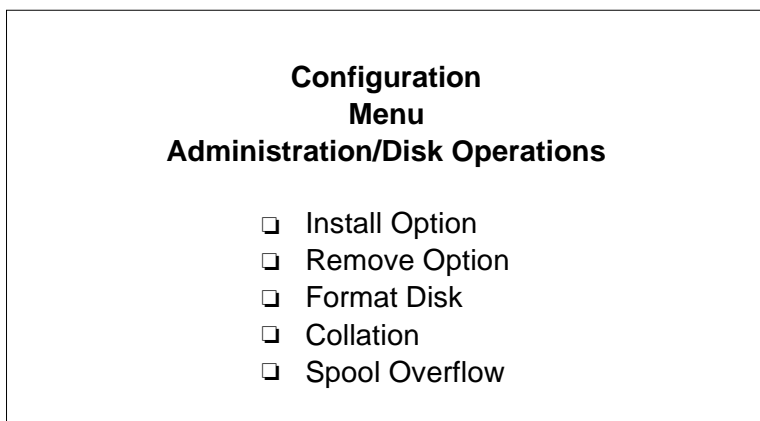 Configuration
Menu
Administration/Disk Operations
❏ Install Option
❏ Remove Option
❏ Format Disk
❏ Collation
❏ Spool Overflow